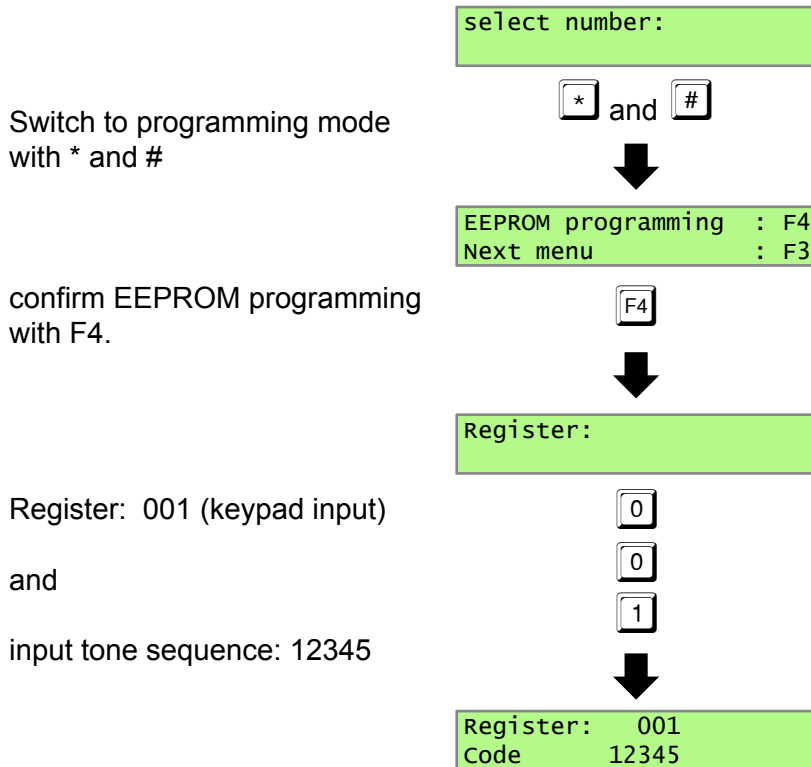 select number:
* and #
Switch to programming mode
with * and #
EEPROM programming : F4
Next menu : F3
confirm EEPROM programming
with F4.
F4
Register:
Register: 001 (keypad input)
0
and
0
1
input tone sequence: 12345
Register: 001
Code 12345